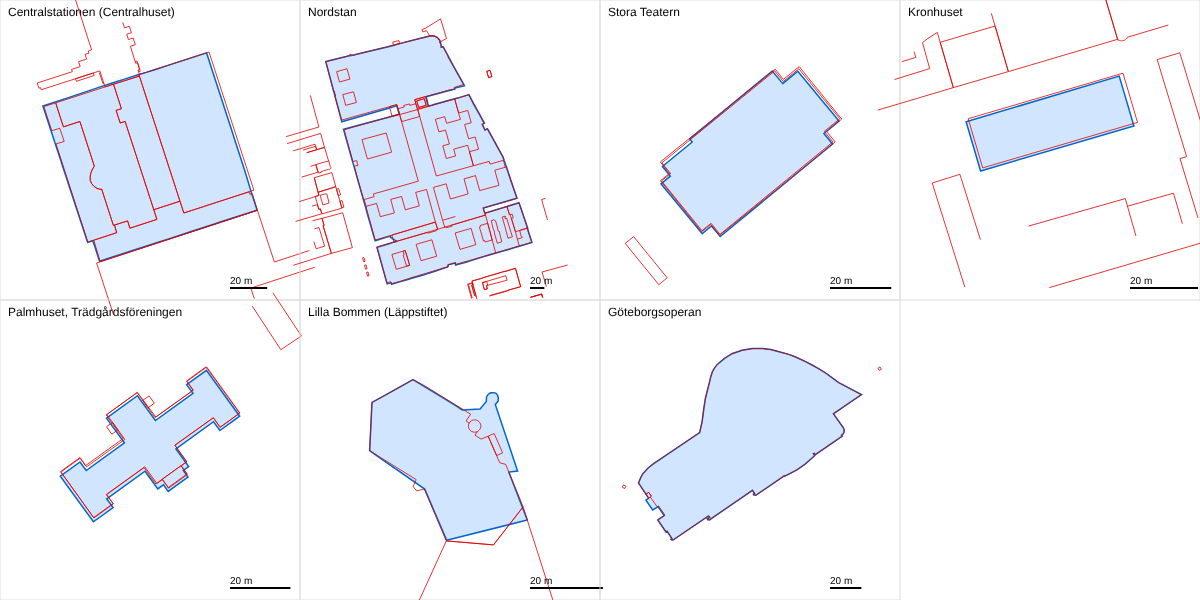 Centralstationen (Centralhuset)
Nordstan
Stora Teatern
Kronhuset
20 m
20 m
20 m
20 m
Palmhuset, Trädgårdsföreningen
Lilla Bommen (Läppstiftet)
Göteborgsoperan
20 m
20 m
20 m